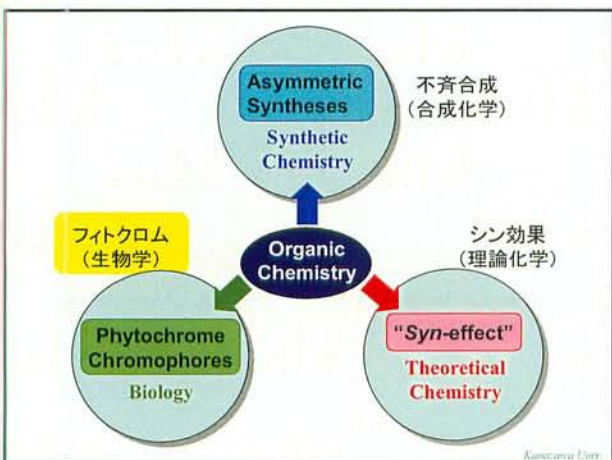 Asymmetric
Syntheses
Synthetic
Chemistry
不斉合成
(合成化学)
フィトクロム
(生物学)
Organic
Chemistry
シン効果
(理論化学)
Phytochrome
Chromophores
Biology
"Syn-effect"
Theoretical
Chemistry
Kanazawa Univ.